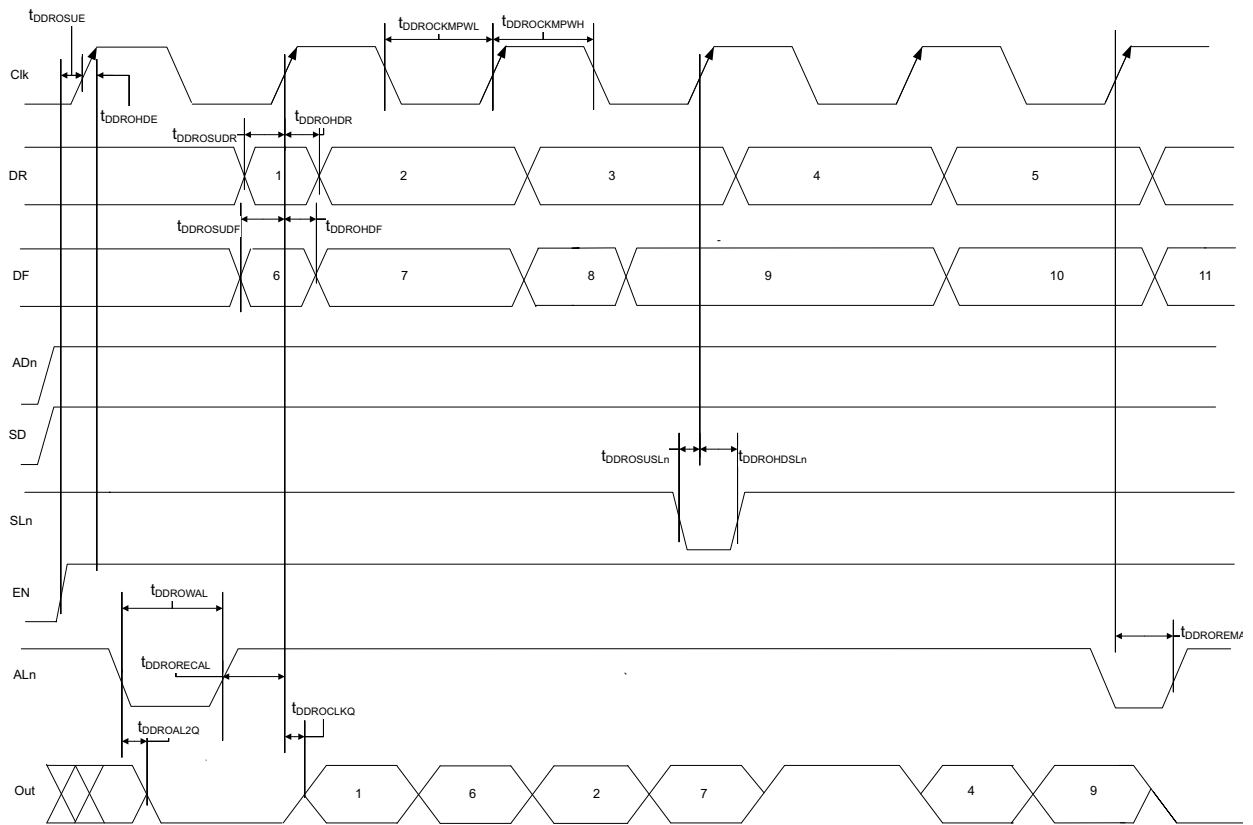 tDDROSUE
tDDROCKMPWL
tDDROCKMPWH
Clk
tDDROHDE
tDDROSUDR
tDDROHDR
DR
1
2
3
4
5
tDDROSUDF
tDDROHDF
DF
6
7
8
9
10
11
ADn
SD
tDDROSUSLn
tDDROHDSLn
SLn
EN
tDDROWAL
tDDROREMA
tDDRORECAL
ALn
tDDROAL2Q
tDDROCLKQ
Out
1
6
2
7
4
9